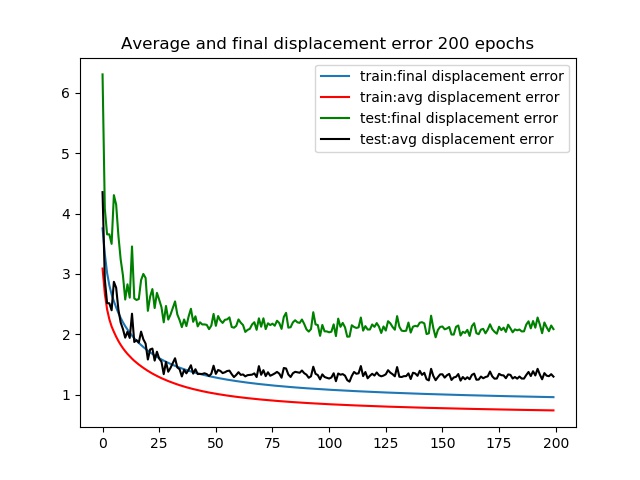 Average and final displacement error 200 epochs
train:final displacement error
train:avg displacement error
test:final displacement error
test:avg displacement error
6
5
4
3
2
1
0 25 50 75 100 125 150 175 200